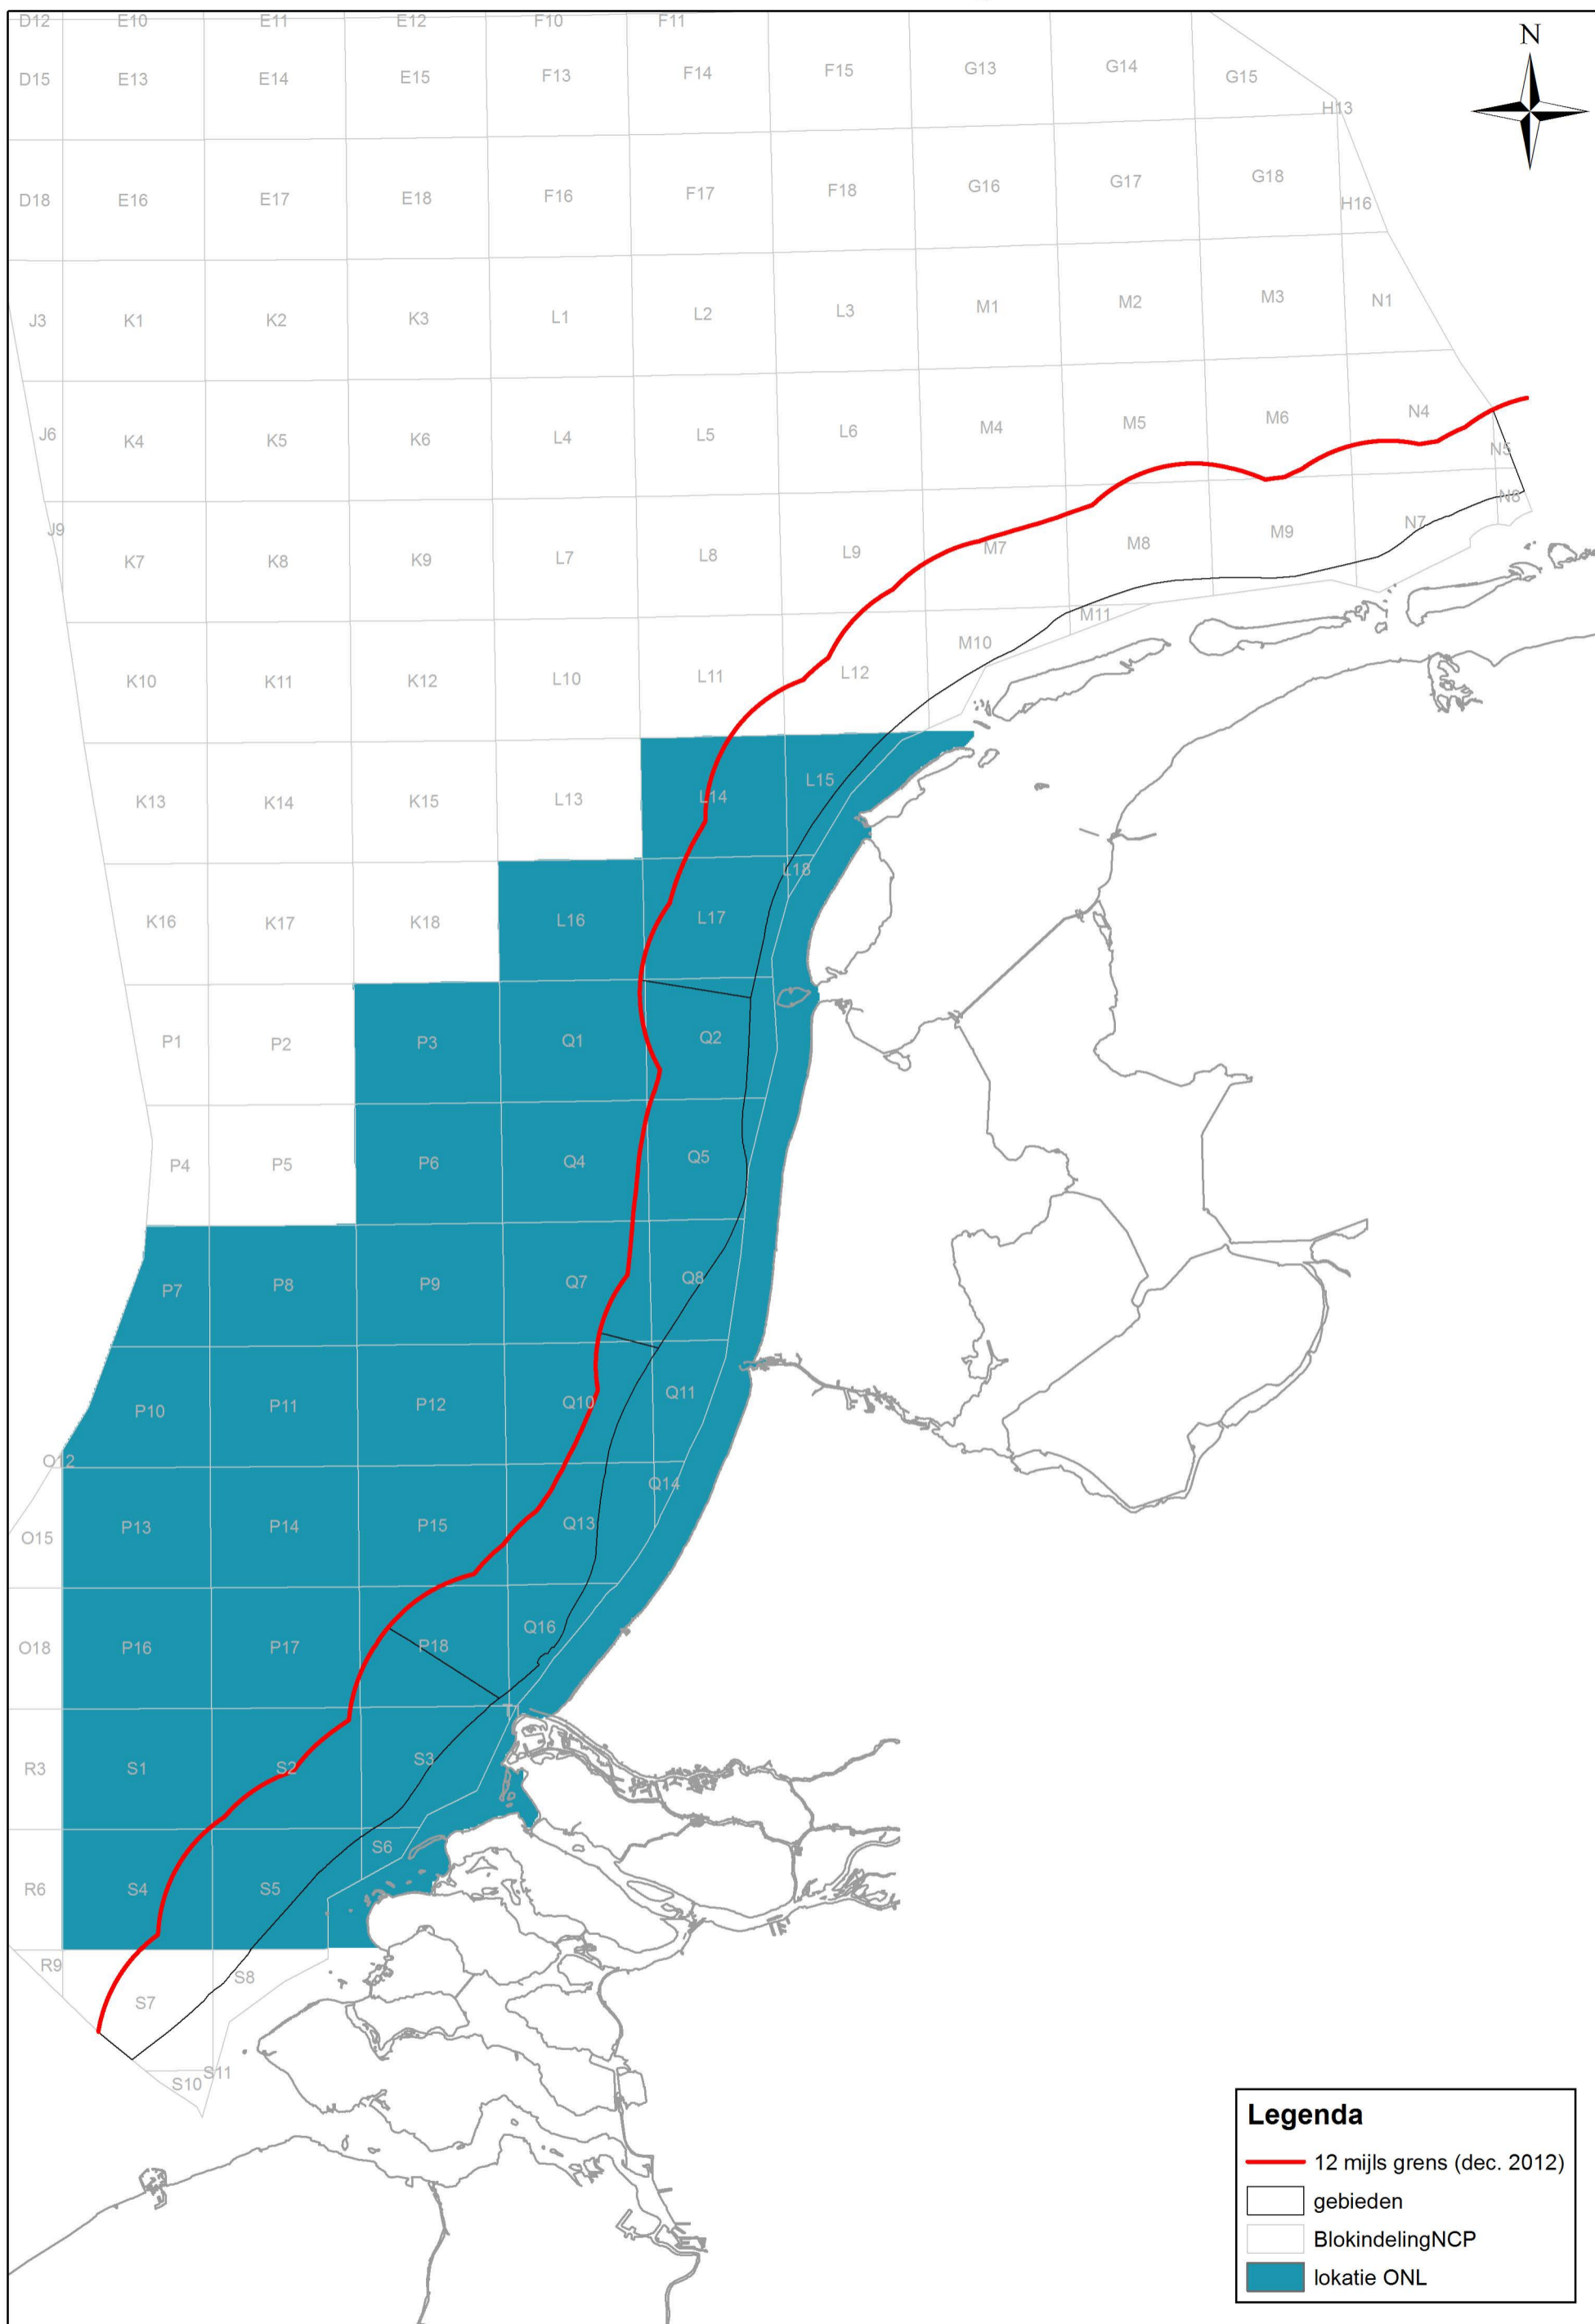 D12 E10 E11 E12 F10 F11
N
D15 E13 E14 E15 F13 F14 F15 G13 G14 G15
H13
D18 E16 E17 E18 F16 F17 F18 G16 G17 G18
H16
J3 K1 K2 K3 L1 L2 L3 M1 M2 M3 N1
J6 K4 K5 K6 L4 L5 L6 M4 M5 M6 N4
N5
J9 K7 K8 K9 L7 L8 L9 M7 M8 M9 N7 N8
M11
K10 K11 K12 L10 L11 L12 M10
K13 K14 K15 L13 L14 L15
L18
K16 K17 K18 L16 L17
P1 P2 P3 Q1 Q2
P4 P5 P6 Q4 Q5
P7 P8 P9 Q7 Q8
P10 P11 P12 Q10 Q11
O12
Q14
O15 P13 P14 P15 Q13
O18 P16 P17 P18 Q16
T1
R3 S1 S2 S3
S6
R6 S4 S5
R9 S7 S8
S10 S11
Legenda
12 mijls grens (dec. 2012)
gebieden
BlokindelingNCP
lokatie ONL